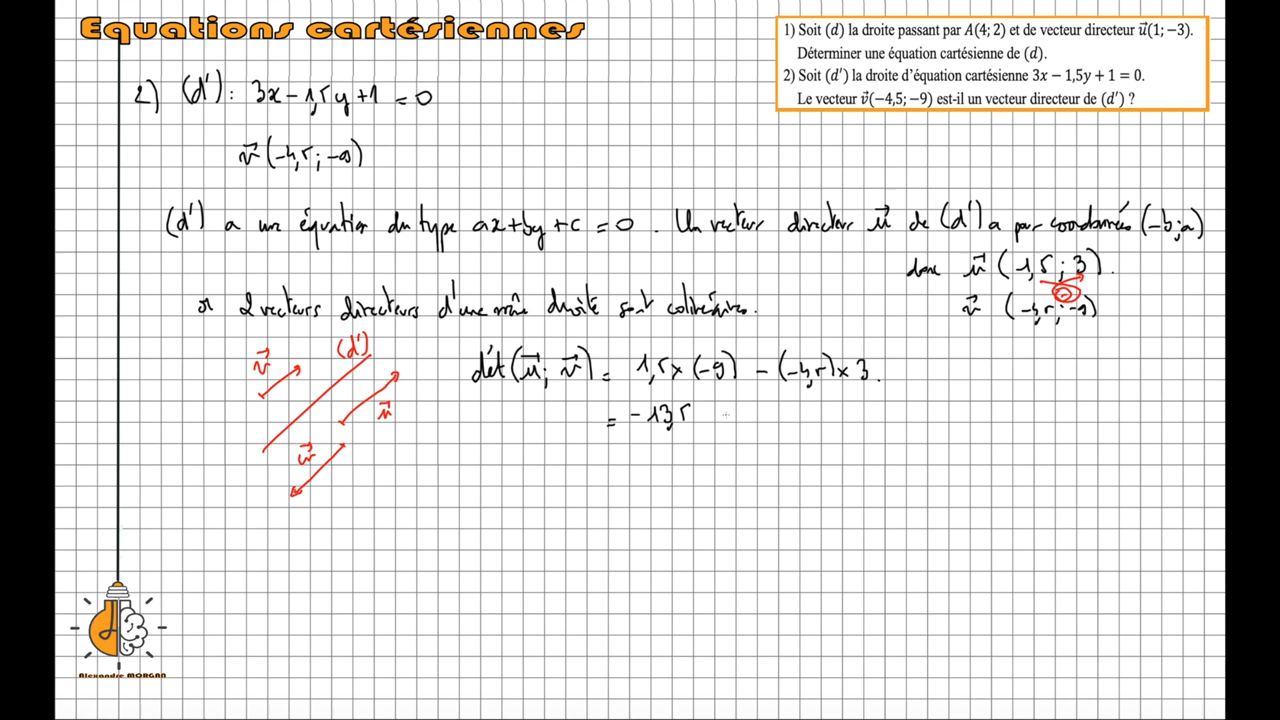 Equations cartésiennes
1) Soit (d) la droite passant par A(4; 2) et de vecteur directeur u⃗(1; −3).
Déterminer une équation cartésienne de (d).
2) Soit (d′) la droite d'équation cartésienne 3x − 1,5y + 1 = 0.
Le vecteur v⃗(−4,5; −9) est-il un vecteur directeur de (d′) ?
2) (d') : 3x - 1,5y + 1 = 0
v⃗ (-4,5 ; -9)
(d') a une équation du type ax + by + c = 0. Un vecteur directeur u⃗ de (d') a par coordonnées (-b ; a)
donc u⃗ (1,5 ; 3).
v⃗ (-4,5 ; -9)
or 2 vecteurs directeurs d'une même droite sont colinéaires.
(d')
v⃗
u⃗
w⃗
dét(u⃗ ; v⃗) = 1,5 × (-9) - (-4,5) × 3.
= -13,5
Alexandre MORGAN